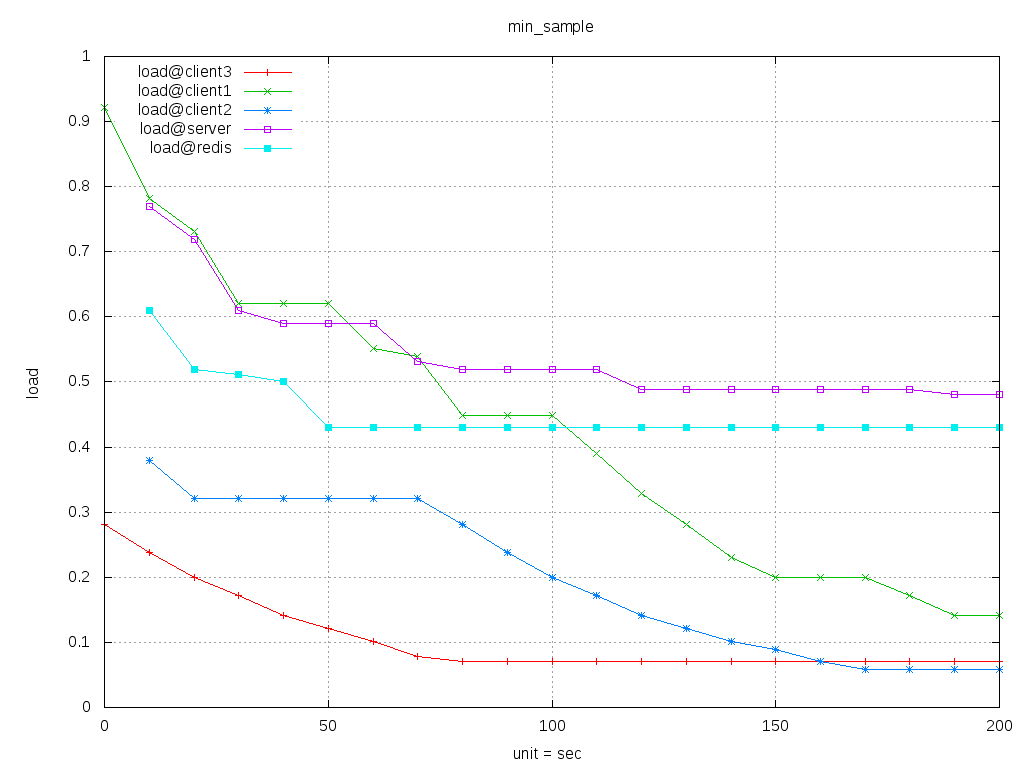 min_sample
load@client3
load@client1
load@client2
load@server
load@redis
1
0.9
0.8
0.7
0.6
0.5
0.4
0.3
0.2
0.1
0
load
0 50 100 150 200
unit = sec